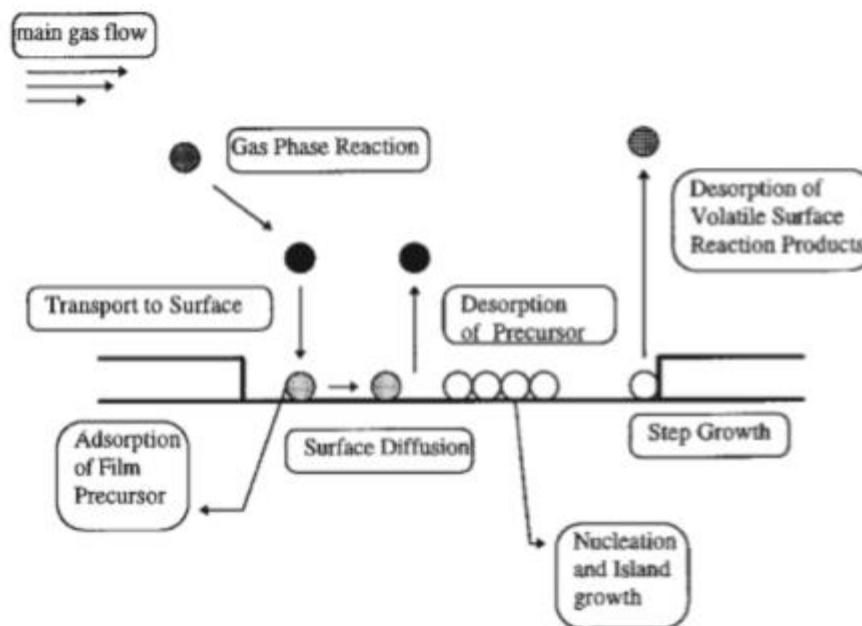 main gas flow
Gas Phase Reaction
Desorption of
Volatile Surface
Reaction Products
Transport to Surface
Desorption
of Precursor
Adsorption
of Film
Precursor
Surface Diffusion
Step Growth
Nucleation
and Island
growth